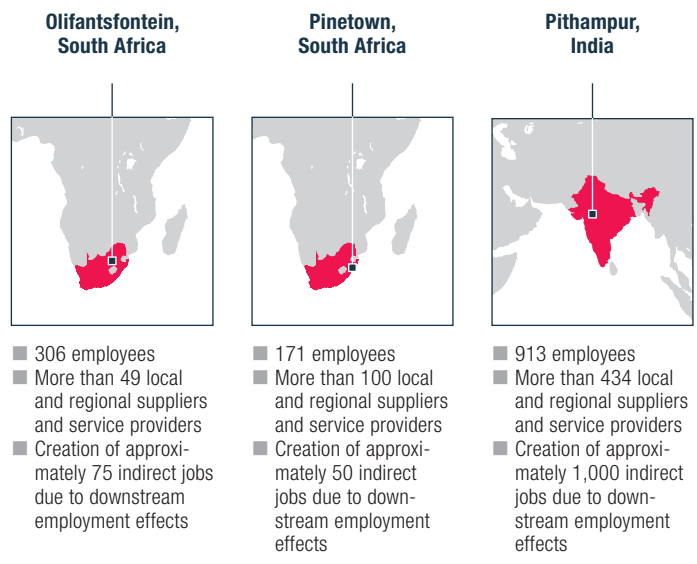 Olifantsfontein,
South Africa
306 employees
More than 49 local
and regional suppliers
and service providers
Creation of approxi-
mately 75 indirect jobs
due to downstream
employment effects
Pinetown,
South Africa
171 employees
More than 100 local
and regional suppliers
and service providers
Creation of approxi-
mately 50 indirect
jobs due to down-
stream employment
effects
Pithampur,
India
913 employees
More than 434 local
and regional suppliers
and service providers
Creation of approxi-
mately 1,000 indirect
jobs due to down-
stream employment
effects